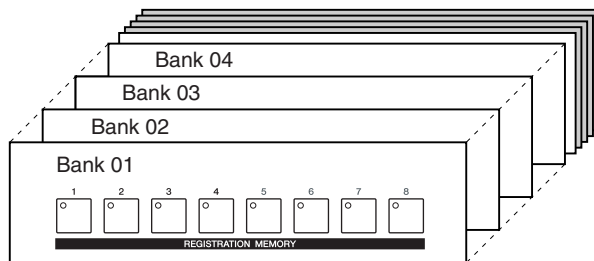 Bank 04
Bank 03
Bank 02
Bank 01
1 2 3 4 5 6 7 8
REGISTRATION MEMORY